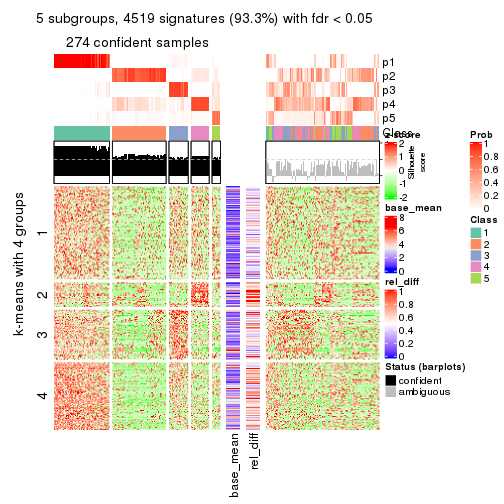 5 subgroups, 4519 signatures (93.3%) with fdr < 0.05
274 confident samples
p1
p2
p3
p4
p5
Class
Silhouette
score
k-means with 4 groups
1
2
3
4
base_mean
rel_diff
z-score
2
1
0
-1
-2
base_mean
8
6
4
2
0
rel_diff
1
0.8
0.6
0.4
0.2
0
Status (barplots)
confident
ambiguous
Prob
1
0.8
0.6
0.4
0.2
0
Class
1
2
3
4
5